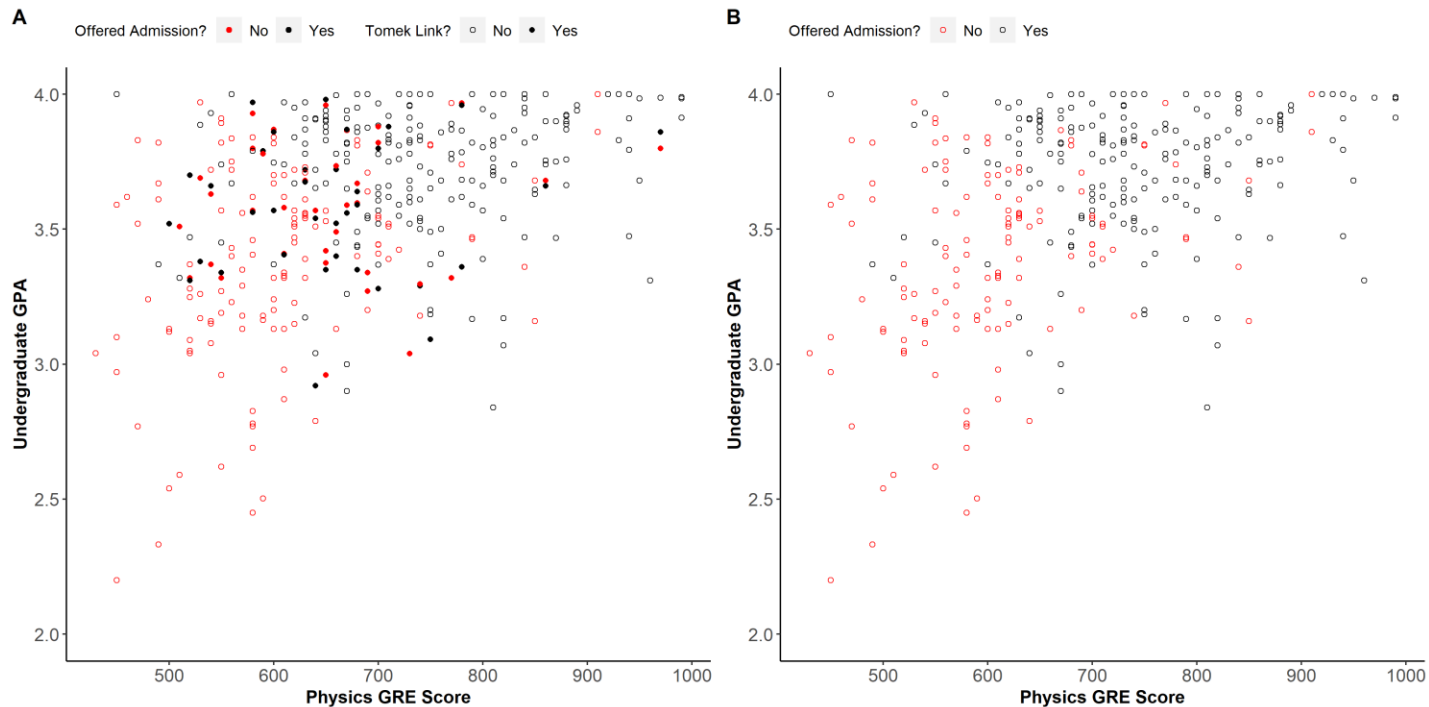 A
Offered Admission? No Yes Tomek Link? No Yes
4.0
3.5
3.0
2.5
2.0
Undergraduate GPA
500 600 700 800 900 1000
Physics GRE Score
B
Offered Admission? No Yes
4.0
3.5
3.0
2.5
2.0
Undergraduate GPA
500 600 700 800 900 1000
Physics GRE Score